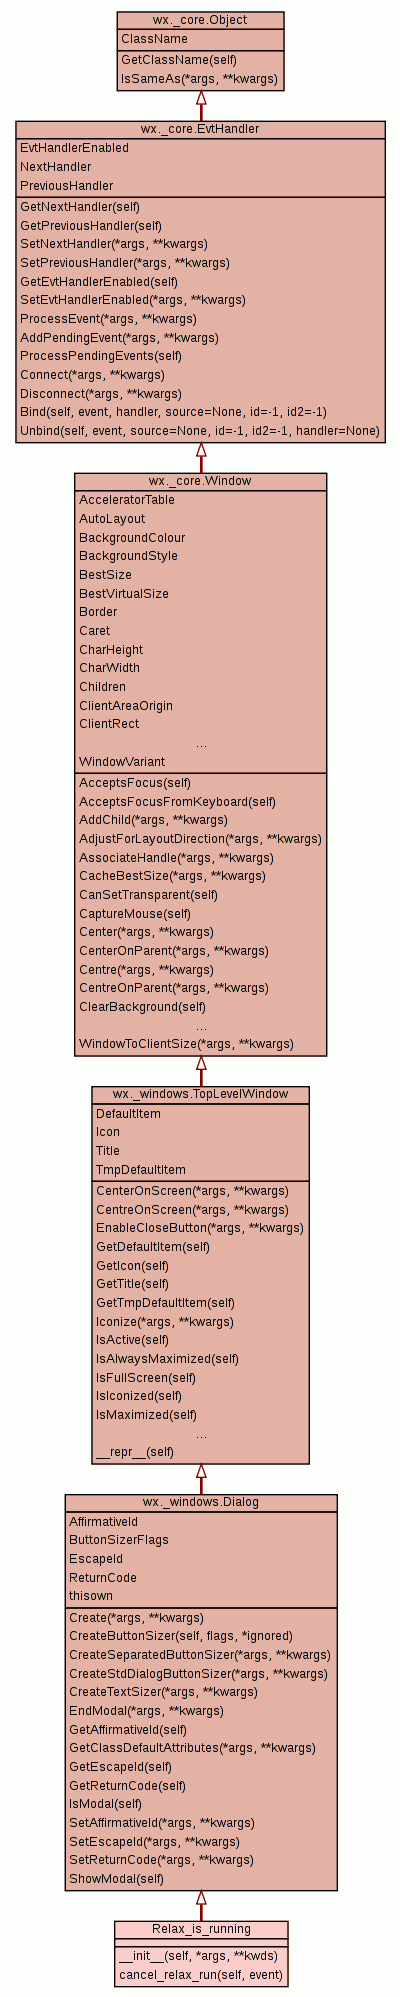 wx._core.Object
ClassName
GetClassName(self)
IsSameAs(*args, **kwargs)
wx._core.EvtHandler
EvtHandlerEnabled
NextHandler
PreviousHandler
GetNextHandler(self)
GetPreviousHandler(self)
SetNextHandler(*args, **kwargs)
SetPreviousHandler(*args, **kwargs)
GetEvtHandlerEnabled(self)
SetEvtHandlerEnabled(*args, **kwargs)
ProcessEvent(*args, **kwargs)
AddPendingEvent(*args, **kwargs)
ProcessPendingEvents(self)
Connect(*args, **kwargs)
Disconnect(*args, **kwargs)
Bind(self, event, handler, source=None, id=-1, id2=-1)
Unbind(self, event, source=None, id=-1, id2=-1, handler=None)
wx._core.Window
AcceleratorTable
AutoLayout
BackgroundColour
BackgroundStyle
BestSize
BestVirtualSize
Border
Caret
CharHeight
CharWidth
Children
ClientAreaOrigin
ClientRect
...
WindowVariant
AcceptsFocus(self)
AcceptsFocusFromKeyboard(self)
AddChild(*args, **kwargs)
AdjustForLayoutDirection(*args, **kwargs)
AssociateHandle(*args, **kwargs)
CacheBestSize(*args, **kwargs)
CanSetTransparent(self)
CaptureMouse(self)
Center(*args, **kwargs)
CenterOnParent(*args, **kwargs)
Centre(*args, **kwargs)
CentreOnParent(*args, **kwargs)
ClearBackground(self)
...
WindowToClientSize(*args, **kwargs)
wx._windows.TopLevelWindow
DefaultItem
Icon
Title
TmpDefaultItem
CenterOnScreen(*args, **kwargs)
CentreOnScreen(*args, **kwargs)
EnableCloseButton(*args, **kwargs)
GetDefaultItem(self)
GetIcon(self)
GetTitle(self)
GetTmpDefaultItem(self)
Iconize(*args, **kwargs)
IsActive(self)
IsAlwaysMaximized(self)
IsFullScreen(self)
IsIconized(self)
IsMaximized(self)
...
__repr__(self)
wx._windows.Dialog
AffirmativeId
ButtonSizerFlags
EscapeId
ReturnCode
thisown
Create(*args, **kwargs)
CreateButtonSizer(self, flags, *ignored)
CreateSeparatedButtonSizer(*args, **kwargs)
CreateStdDialogButtonSizer(*args, **kwargs)
CreateTextSizer(*args, **kwargs)
EndModal(*args, **kwargs)
GetAffirmativeId(self)
GetClassDefaultAttributes(*args, **kwargs)
GetEscapeId(self)
GetReturnCode(self)
IsModal(self)
SetAffirmativeId(*args, **kwargs)
SetEscapeId(*args, **kwargs)
SetReturnCode(*args, **kwargs)
ShowModal(self)
Relax_is_running
__init__(self, *args, **kwds)
cancel_relax_run(self, event)